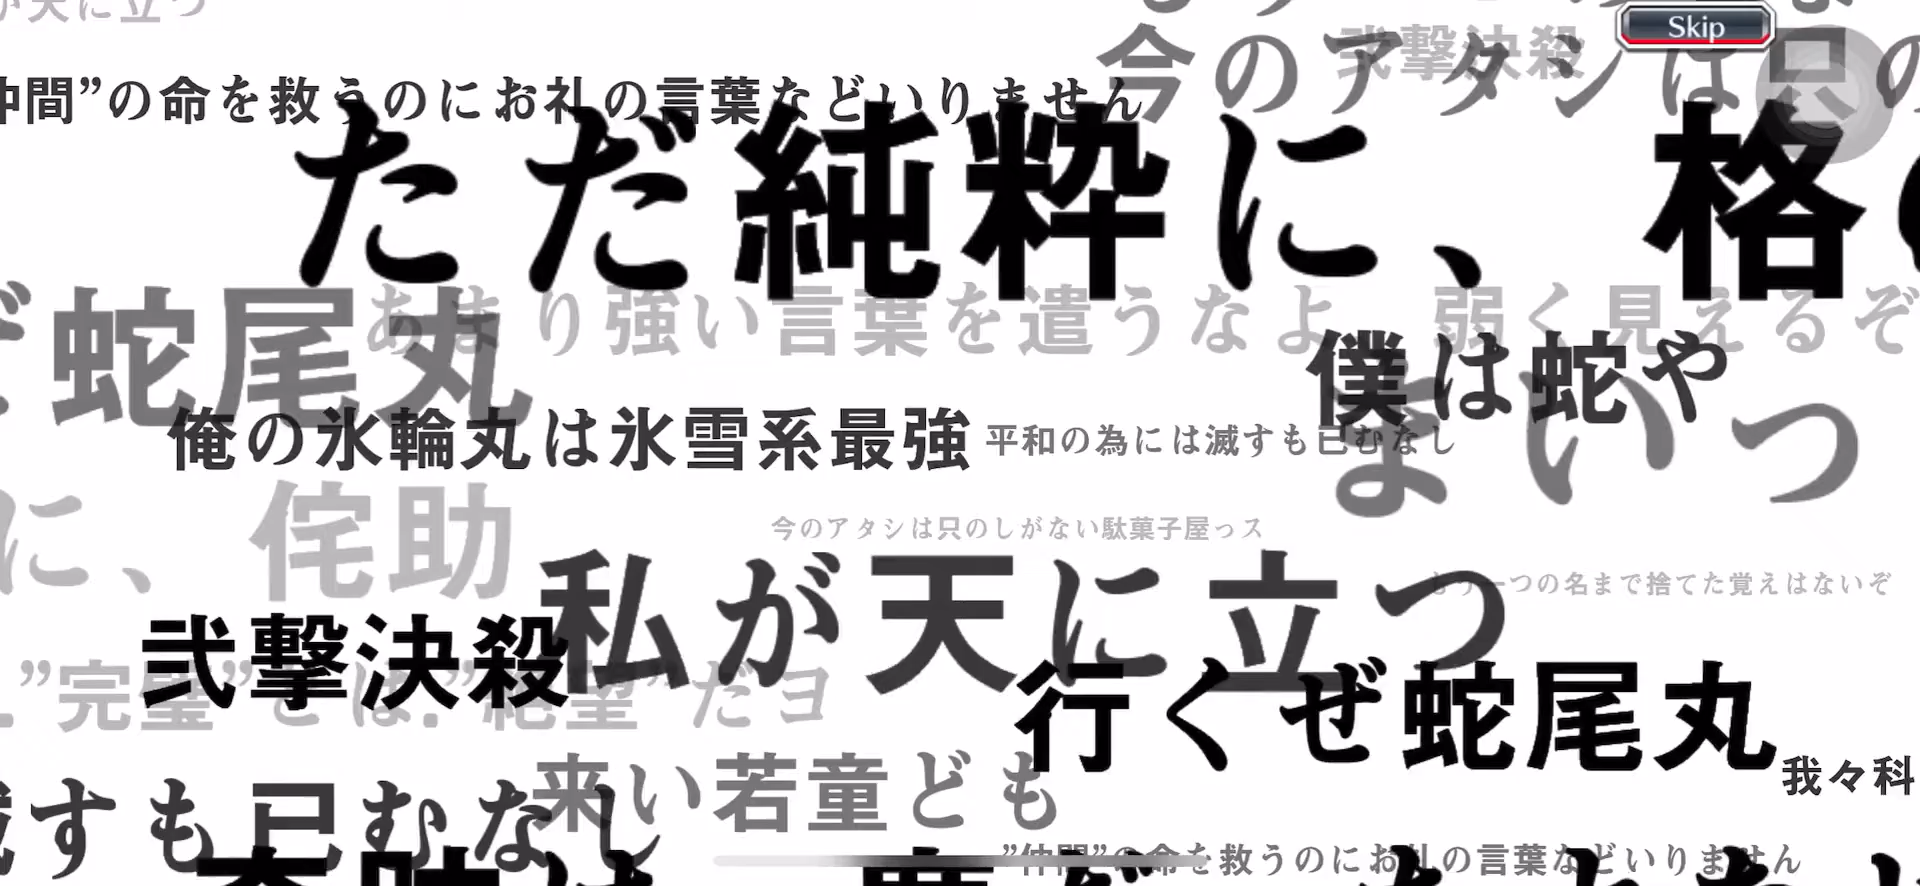 が天に立つ
Skip
今のアタシは只の
弐撃決殺
仲間”の命を救うのにお礼の言葉などいりません
ただ純粋に、格の
ぜ蛇尾丸
あまり強い言葉を遣うなよ 弱く見えるぞ
僕は蛇や
まいつ
俺の氷輪丸は氷雪系最強
平和の為には滅すも已むなし
に、侘助
今のアタシは只のしがない駄菓子屋っス
私が天に立つ
もう一つの名まで捨てた覚えはないぞ
弐撃決殺
”完璧”とは.”絶望”だヨ
行くぜ蛇尾丸
来い若童ども
我々科
滅すも已むなし
”仲間”の命を救うのにお礼の言葉などいりません